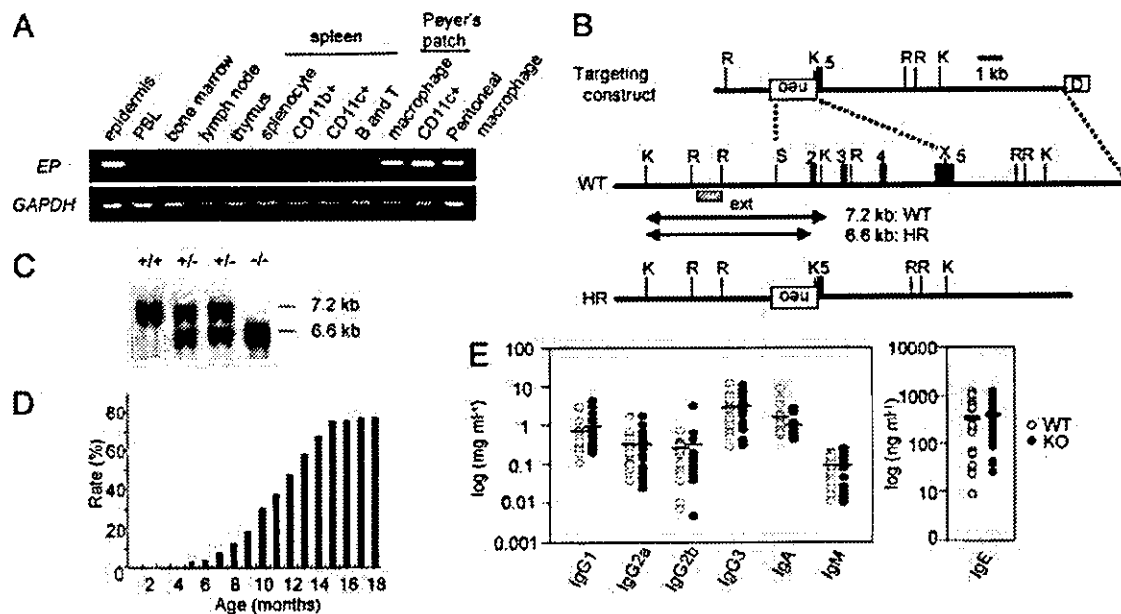 A
spleen
Peyer's
patch
epidermis
PBL
bone marrow
lymph node
thymus
splenocyte
CD11b+
CD11c+
B and T
macrophage
CD11c+
Peritoneal
macrophage
EP
GAPDH
B
Targeting
construct
R
K
5
RR
K
1 kb
neo
D
WT
K
R
R
S
2
K
3
R
4
X
5
RR
K
ext
7.2 kb: WT
6.6 kb: HR
HR
K
R
R
K5
RR
K
neo
C
+/+
+/-
+/-
-/-
7.2 kb
6.6 kb
D
Rate (%)
80
60
40
20
0
2
4
6
8
10
12
14
16
18
Age (months)
E
log (mg ml⁻¹)
100
10
1
0.1
0.01
0.001
IgG1
IgG2a
IgG2b
IgG3
IgA
IgM
log (ng ml⁻¹)
10000
1000
100
10
0
IgE
WT
KO